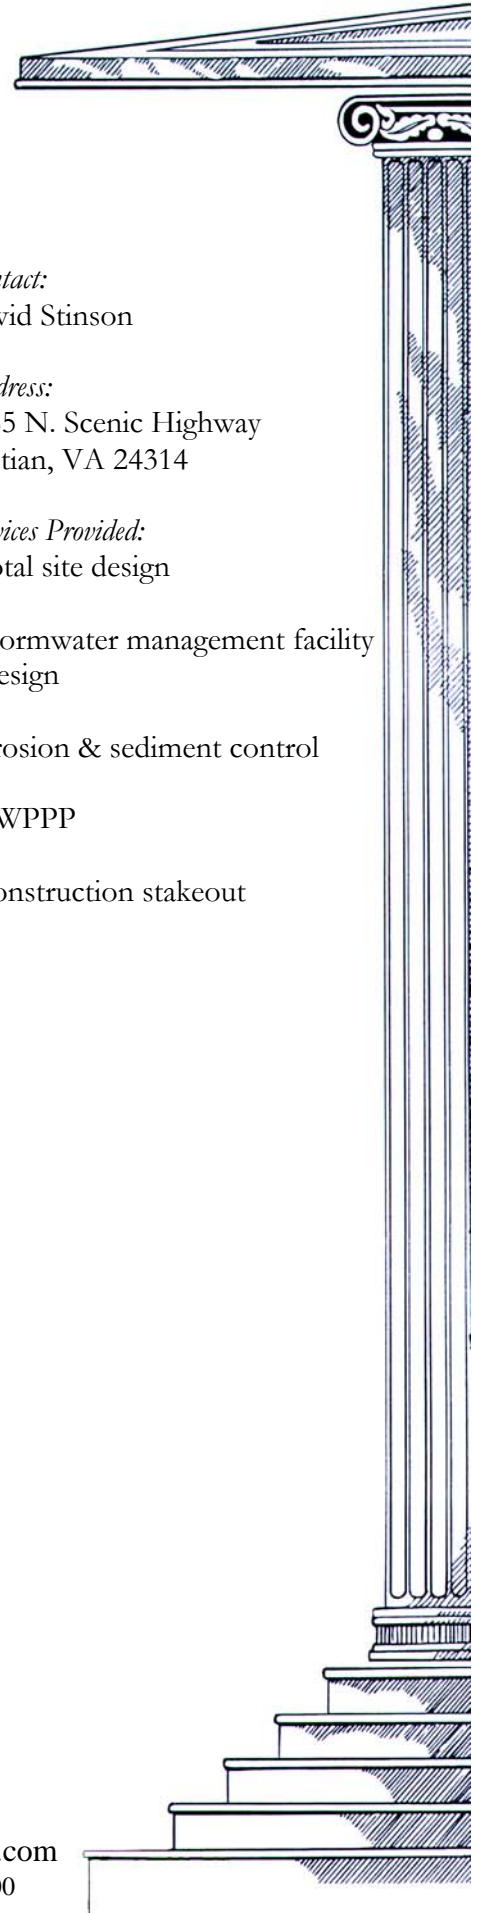 ntact:
vid Stinson
dress:
5 N. Scenic Highway
tian, VA 24314
vices Provided:
otal site design
ormwater management facility
esign
rosion & sediment control
WPPP
onstruction stakeout
.com
00